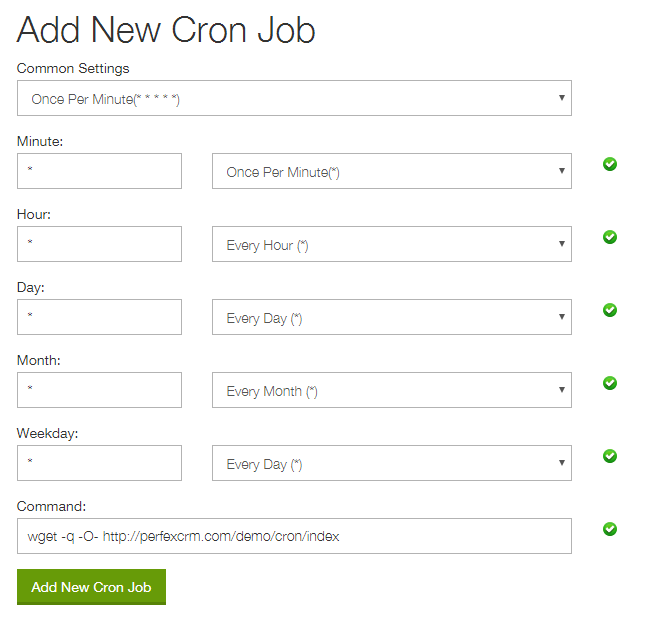 Add New Cron Job
Common Settings
Once Per Minute(* * * * *)
Minute:
* Once Per Minute(*)
Hour:
* Every Hour (*)
Day:
* Every Day (*)
Month:
* Every Month (*)
Weekday:
* Every Day (*)
Command:
wget -q -O- http://perfexcrm.com/demo/cron/index
Add New Cron Job